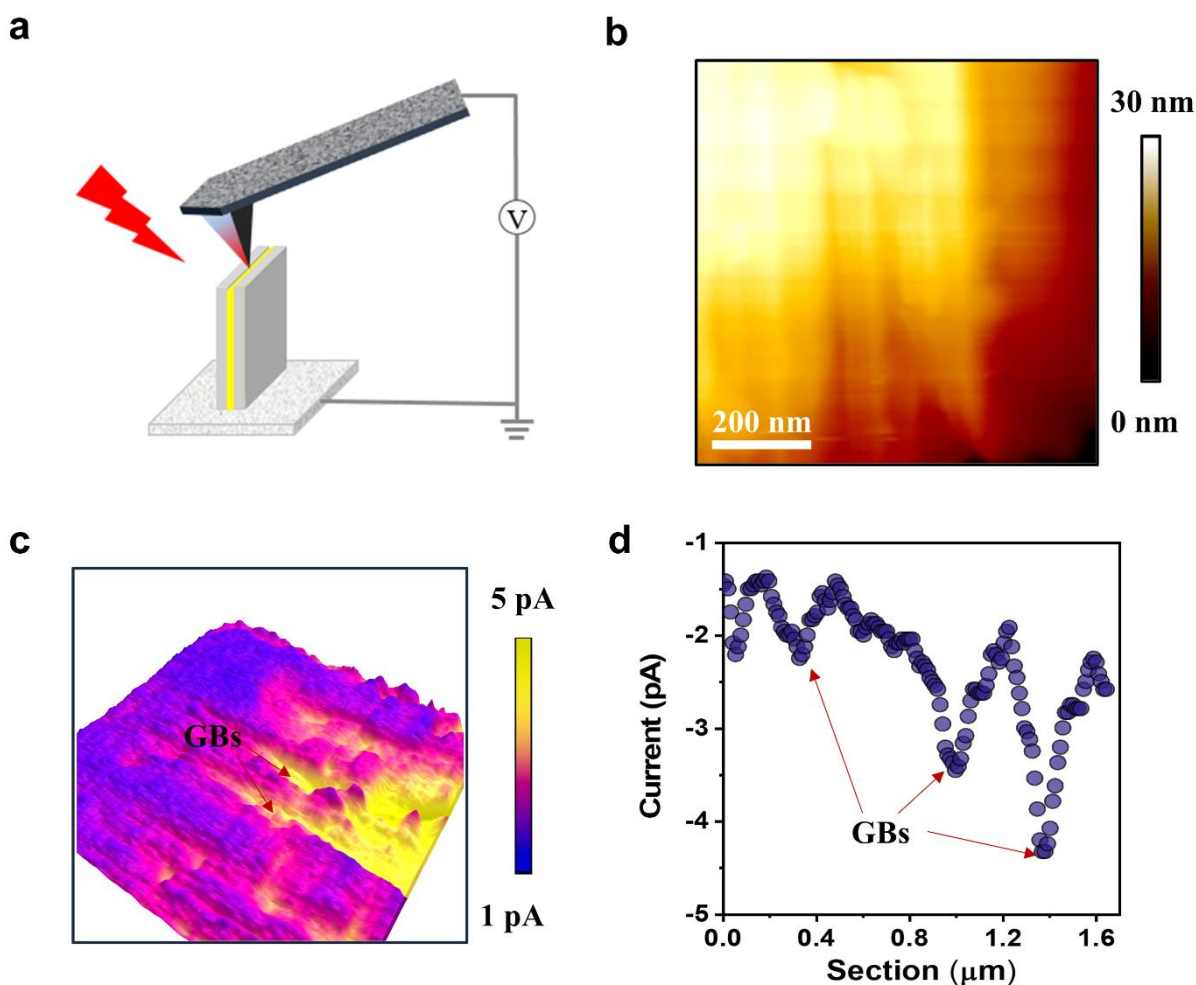 a
b
V
30 nm
200 nm
0 nm
c
d
5 pA
GBs
1 pA
-1
-2
-3
-4
-5
Current (pA)
GBs
0.0 0.4 0.8 1.2 1.6
Section (μm)